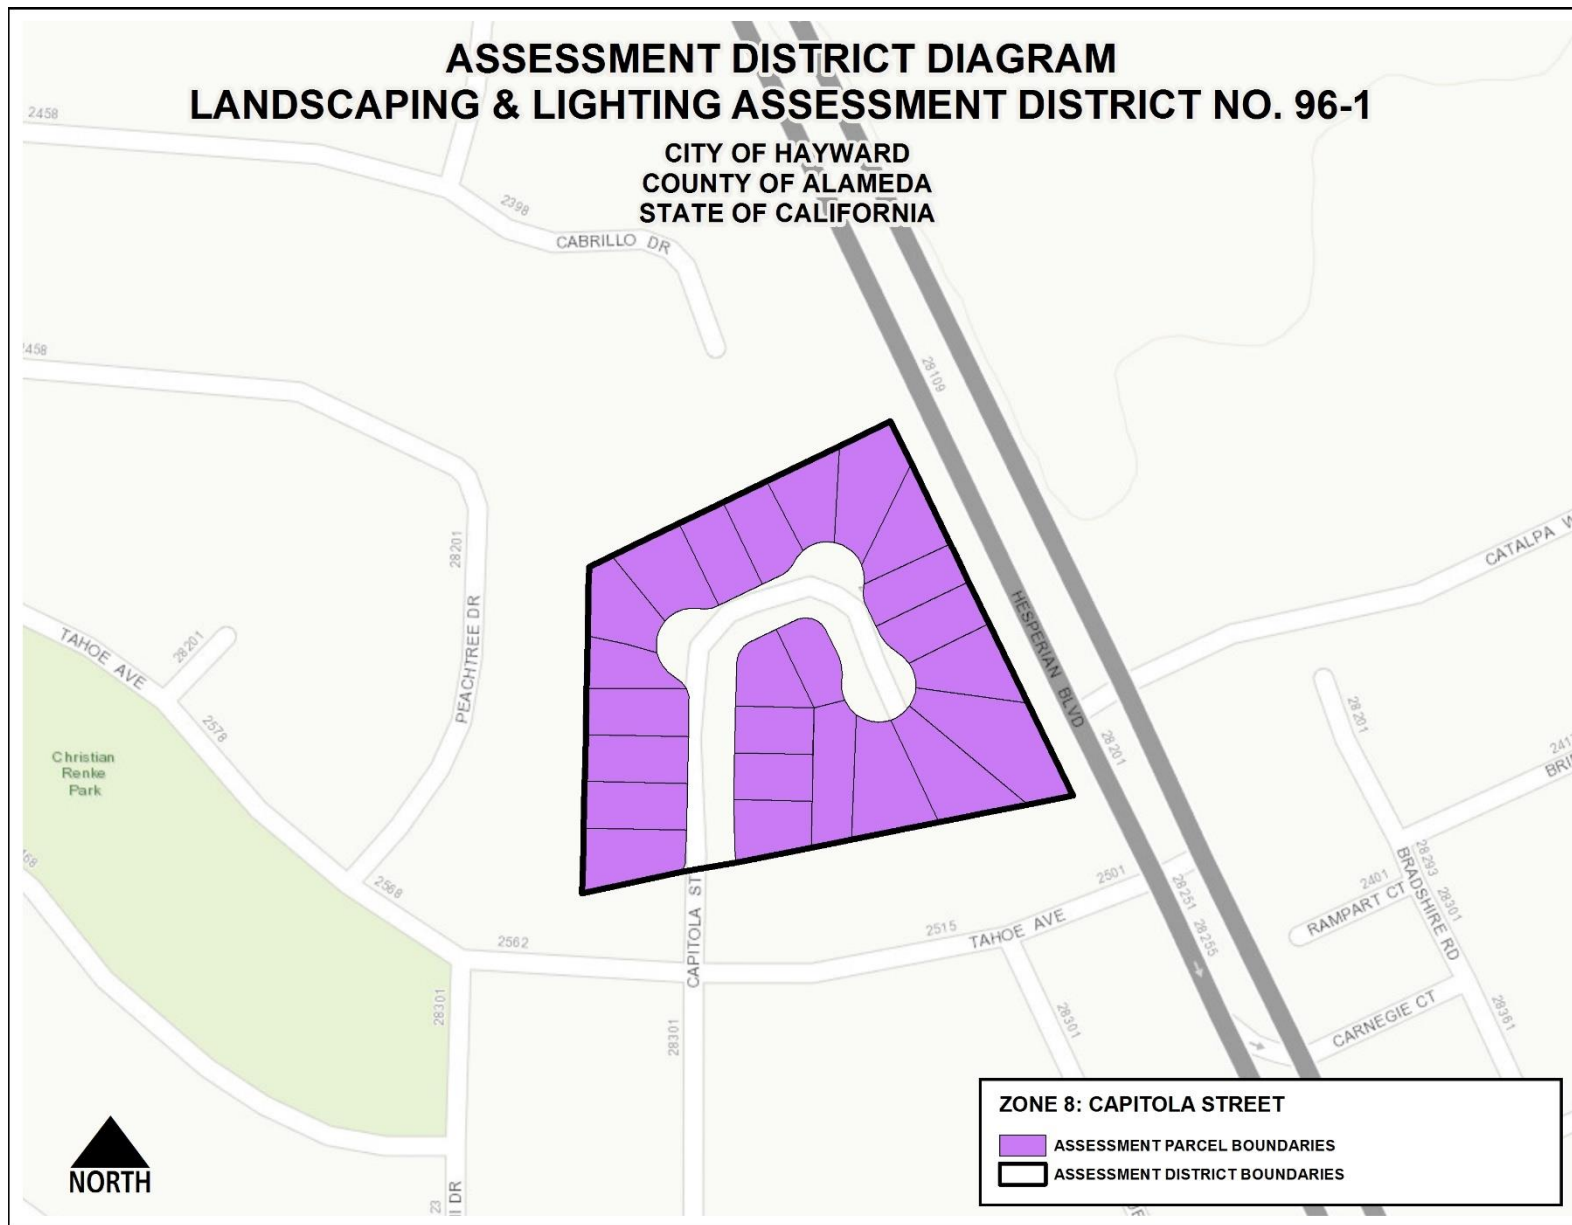 ASSESSMENT DISTRICT DIAGRAM
LANDSCAPING & LIGHTING ASSESSMENT DISTRICT NO. 96-1
CITY OF HAYWARD
COUNTY OF ALAMEDA
STATE OF CALIFORNIA
2458
2398
CABRILLO DR
2458
28109
28201
PEACHTREE DR
CATALPA W
HESPERIAN BLVD
TAHOE AVE
28201
2578
28201
28201
Christian
Renke
Park
BRI
2568
2501
2401
RAMPART CT
BRADSHIRE RD
28293
28301
2562
CAPITOLA ST
2515
TAHOE AVE
28251
28255
28301
28301
28301
CARNEGIE CT
28361
ZONE 8: CAPITOLA STREET
ASSESSMENT PARCEL BOUNDARIES
ASSESSMENT DISTRICT BOUNDARIES
NORTH
23
DR